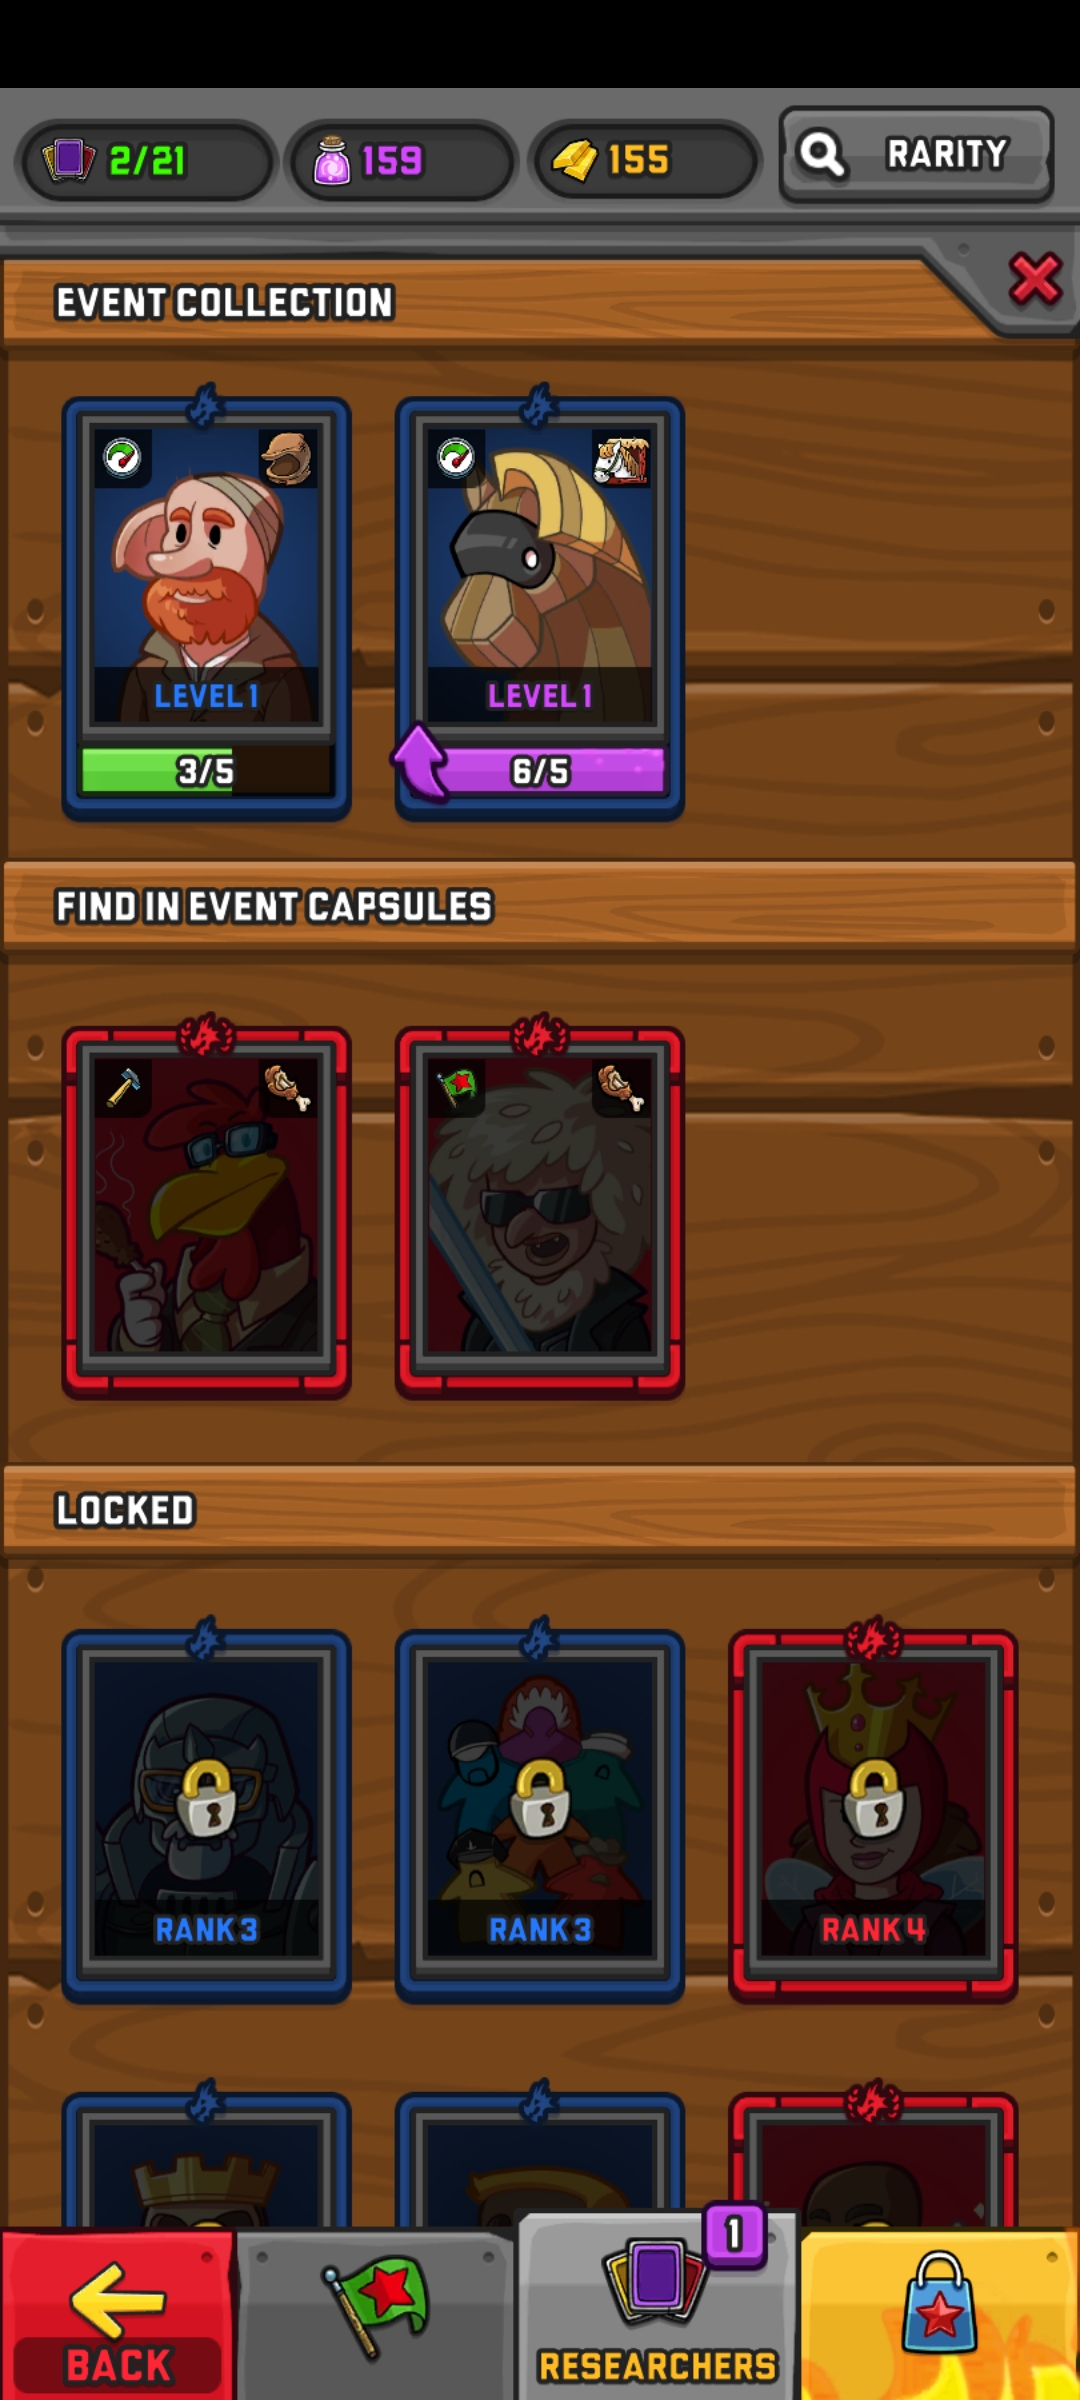 2/21 159 155 RARITY
EVENT COLLECTION
LEVEL 1 LEVEL 1
3/5 6/5
FIND IN EVENT CAPSULES
LOCKED
RANK 3 RANK 3 RANK 4
1
BACK RESEARCHERS